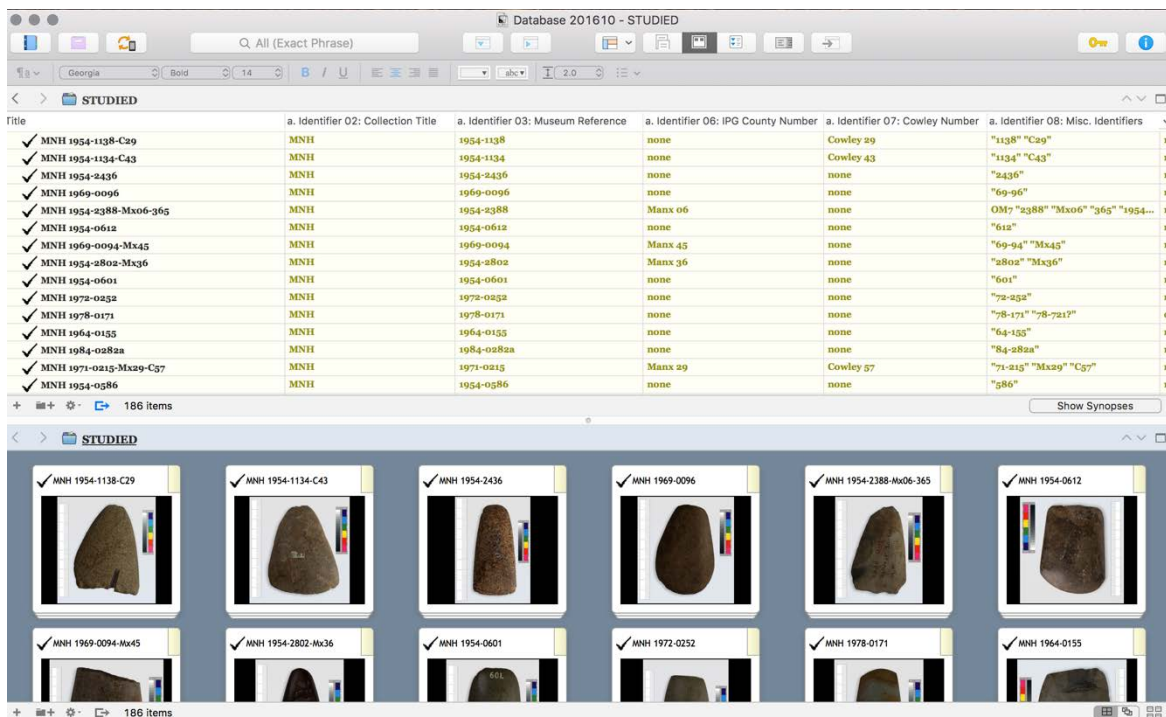 Database 201610 - STUDiED
All (Exact Phrase)
Georgia Bold 14 B I U abc 2.0
STUDiED
Title a. Identifier 02: Collection Title a. Identifier 03: Museum Reference a. Identifier 06: IPG County Number a. Identifier 07: Cowley Number a. Identifier 08: Misc. Identifiers
MNH 1954-1138-C29 MNH 1954-1138 none Cowley 29 "1138" "C29"
MNH 1954-1134-C43 MNH 1954-1134 none Cowley 43 "1134" "C43"
MNH 1954-2436 MNH 1954-2436 none none "2436"
MNH 1969-0096 MNH 1969-0096 none none "69-96"
MNH 1954-2388-Mx06-365 MNH 1954-2388 Manx 06 none OM7 "2388" "Mx06" "365" "1954...
MNH 1954-0612 MNH 1954-0612 none none "612"
MNH 1969-0094-Mx45 MNH 1969-0094 Manx 45 none "69-94" "Mx45"
MNH 1954-2802-Mx36 MNH 1954-2802 Manx 36 none "2802" "Mx36"
MNH 1954-0601 MNH 1954-0601 none none "601"
MNH 1972-0252 MNH 1972-0252 none none "72-252"
MNH 1978-0171 MNH 1978-0171 none none "78-171" "78-721?"
MNH 1964-0155 MNH 1964-0155 none none "64-155"
MNH 1984-0282a MNH 1984-0282a none none "84-282a"
MNH 1971-0215-Mx29-C57 MNH 1971-0215 Manx 29 Cowley 57 "71-215" "Mx29" "C57"
MNH 1954-0586 MNH 1954-0586 none none "586"
186 items Show Synopses
STUDiED
MNH 1954-1138-C29 MNH 1954-1134-C43 MNH 1954-2436 MNH 1969-0096 MNH 1954-2388-Mx06-365 MNH 1954-0612
MNH 1969-0094-Mx45 MNH 1954-2802-Mx36 MNH 1954-0601 MNH 1972-0252 MNH 1978-0171 MNH 1964-0155
186 items